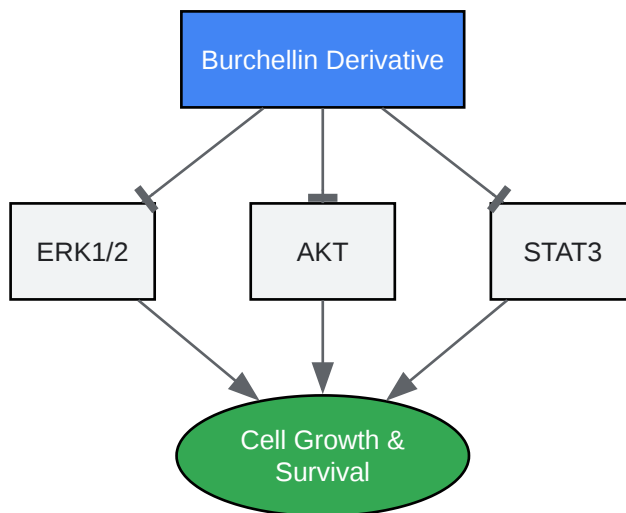 Burchellin Derivative
ERK1/2
AKT
STAT3
Cell Growth &
Survival